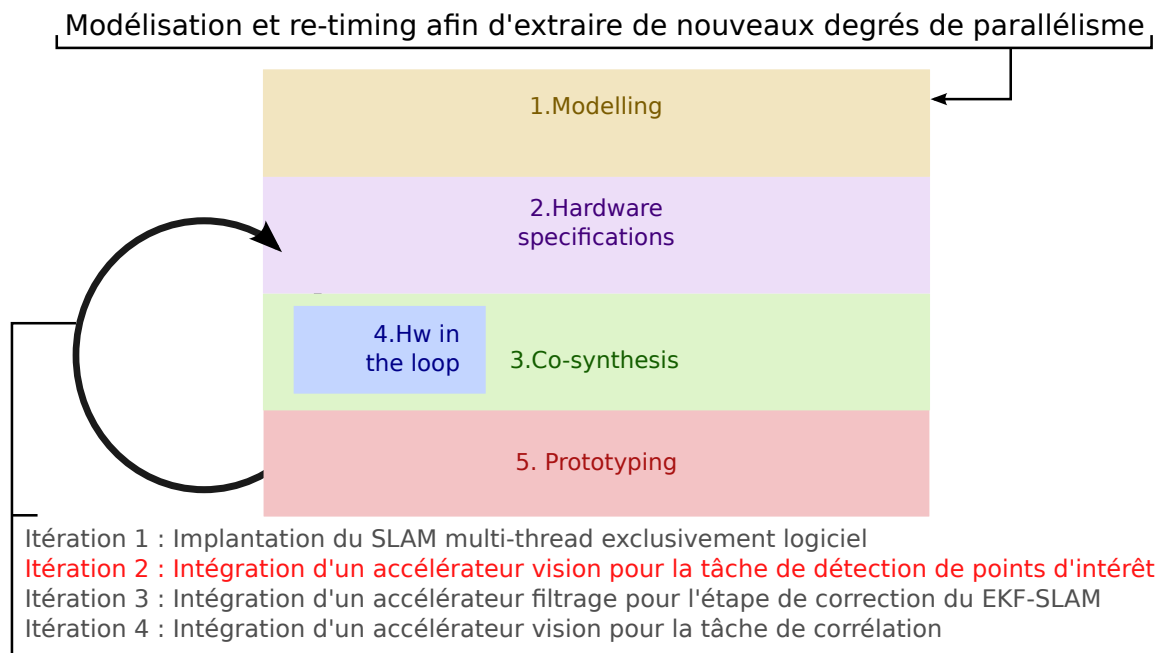 Modélisation et re-timing afin d'extraire de nouveaux degrés de parallélisme
1.Modelling
2.Hardware
specifications
4.Hw in
the loop
3.Co-synthesis
5. Prototyping
Itération 1 : Implantation du SLAM multi-thread exclusivement logiciel
Itération 2 : Intégration d'un accélérateur vision pour la tâche de détection de points d'intérêt
Itération 3 : Intégration d'un accélérateur filtrage pour l'étape de correction du EKF-SLAM
Itération 4 : Intégration d'un accélérateur vision pour la tâche de corrélation